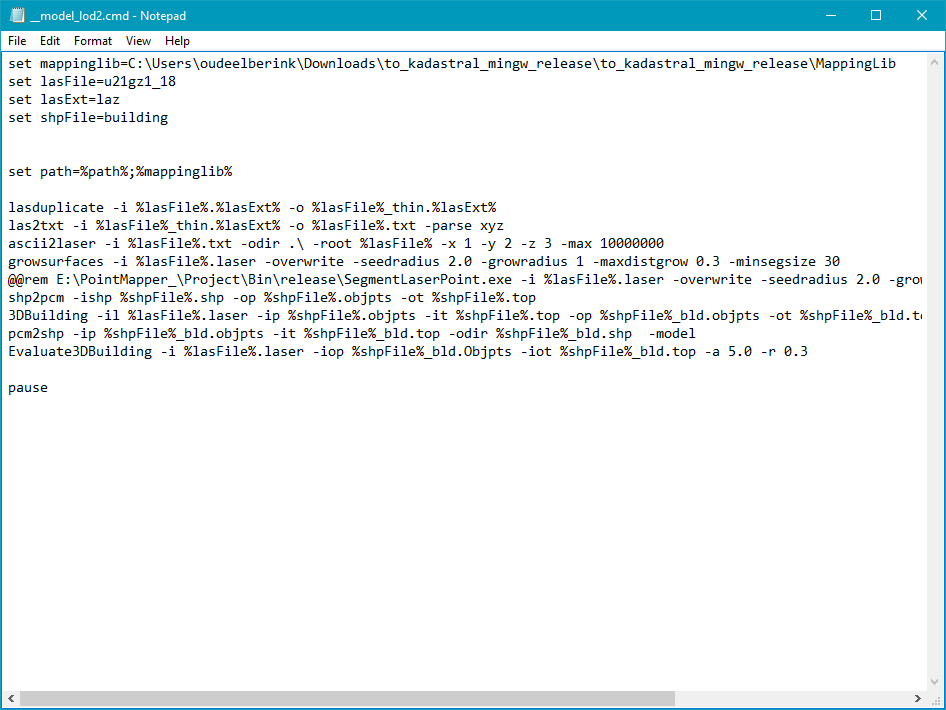 __model_lod2.cmd - Notepad
File Edit Format View Help
set mappinglib=C:\Users\oudeelberink\Downloads\to_kadastral_mingw_release\to_kadastral_mingw_release\MappingLib
set lasFile=u21gz1_18
set lasExt=laz
set shpFile=building
set path=%path%;%mappinglib%
lasduplicate -i %lasFile%.%lasExt% -o %lasFile%_thin.%lasExt%
las2txt -i %lasFile%_thin.%lasExt% -o %lasFile%.txt -parse xyz
ascii2laser -i %lasFile%.txt -odir .\ -root %lasFile% -x 1 -y 2 -z 3 -max 10000000
growsurfaces -i %lasFile%.laser -overwrite -seedradius 2.0 -growradius 1 -maxdistgrow 0.3 -minsegsize 30
@@rem E:\PointMapper_\Project\Bin\release\SegmentLaserPoint.exe -i %lasFile%.laser -overwrite -seedradius 2.0 -grow
shp2pcm -ishp %shpFile%.shp -op %shpFile%.objpts -ot %shpFile%.top
3DBuilding -il %lasFile%.laser -ip %shpFile%.objpts -it %shpFile%.top -op %shpFile%_bld.objpts -ot %shpFile%_bld.to
pcm2shp -ip %shpFile%_bld.objpts -it %shpFile%_bld.top -odir %shpFile%_bld.shp  -model
Evaluate3DBuilding -i %lasFile%.laser -iop %shpFile%_bld.Objpts -iot %shpFile%_bld.top -a 5.0 -r 0.3
pause